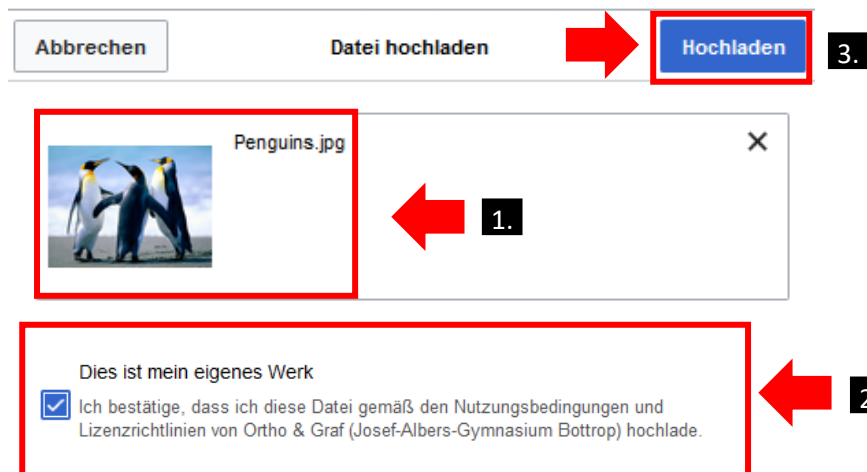 Abbrechen Datei hochladen Hochladen 3.
Penguins.jpg
1.
Dies ist mein eigenes Werk
Ich bestätige, dass ich diese Datei gemäß den Nutzungsbedingungen und 2
Lizenzrichtlinien von Ortho & Graf (Josef-Albers-Gymnasium Bottrop) hochlade.